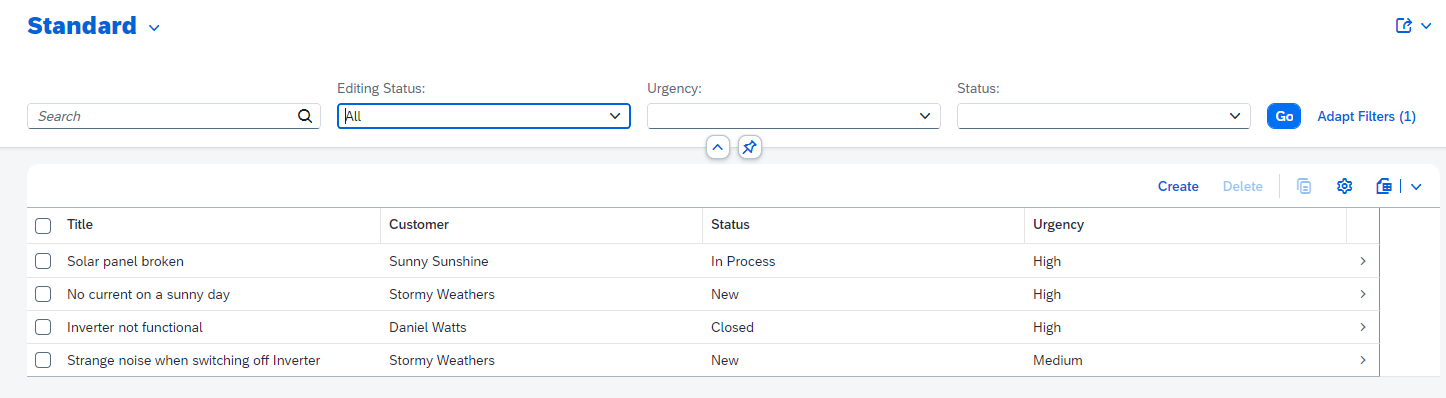 Standard
Editing Status: Urgency: Status:
Search All Go Adapt Filters (1)
Create Delete
Title Customer Status Urgency
Solar panel broken Sunny Sunshine In Process High
No current on a sunny day Stormy Weathers New High
Inverter not functional Daniel Watts Closed High
Strange noise when switching off Inverter Stormy Weathers New Medium